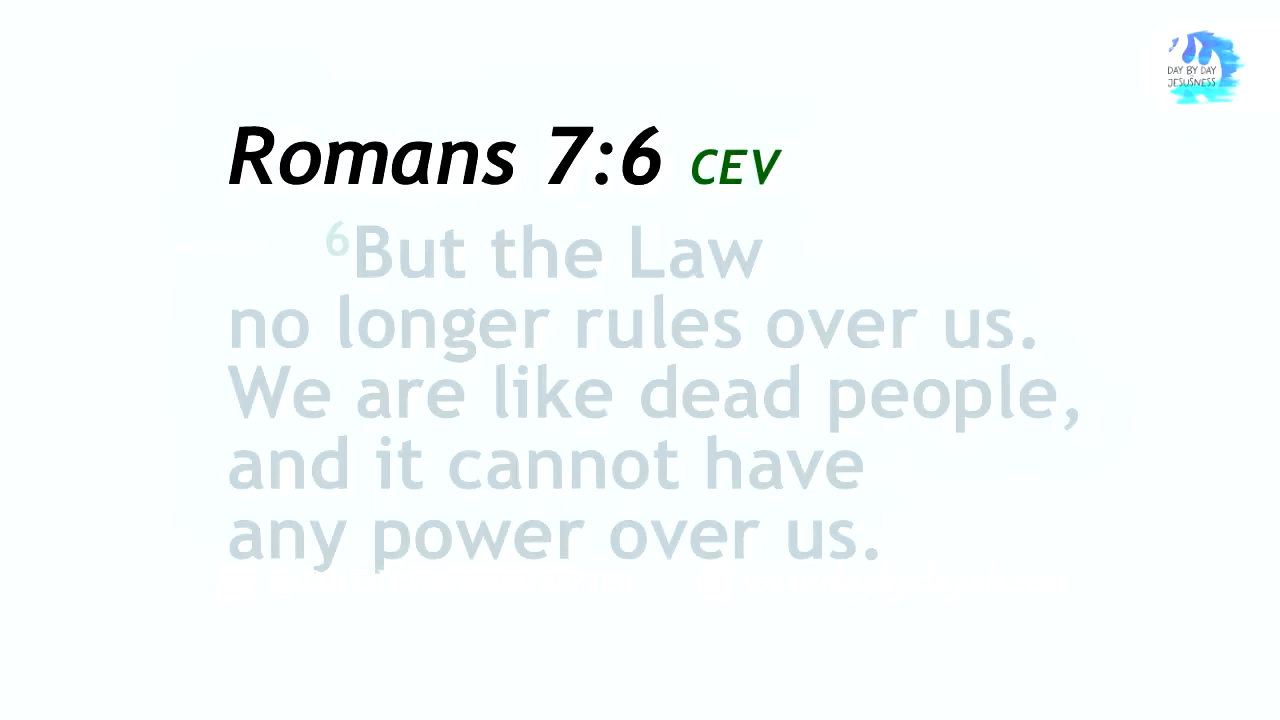 DAY BY DAY
JESUSNESS
Romans 7:6 CEV
6But the Law
no longer rules over us.
We are like dead people,
and it cannot have
any power over us.